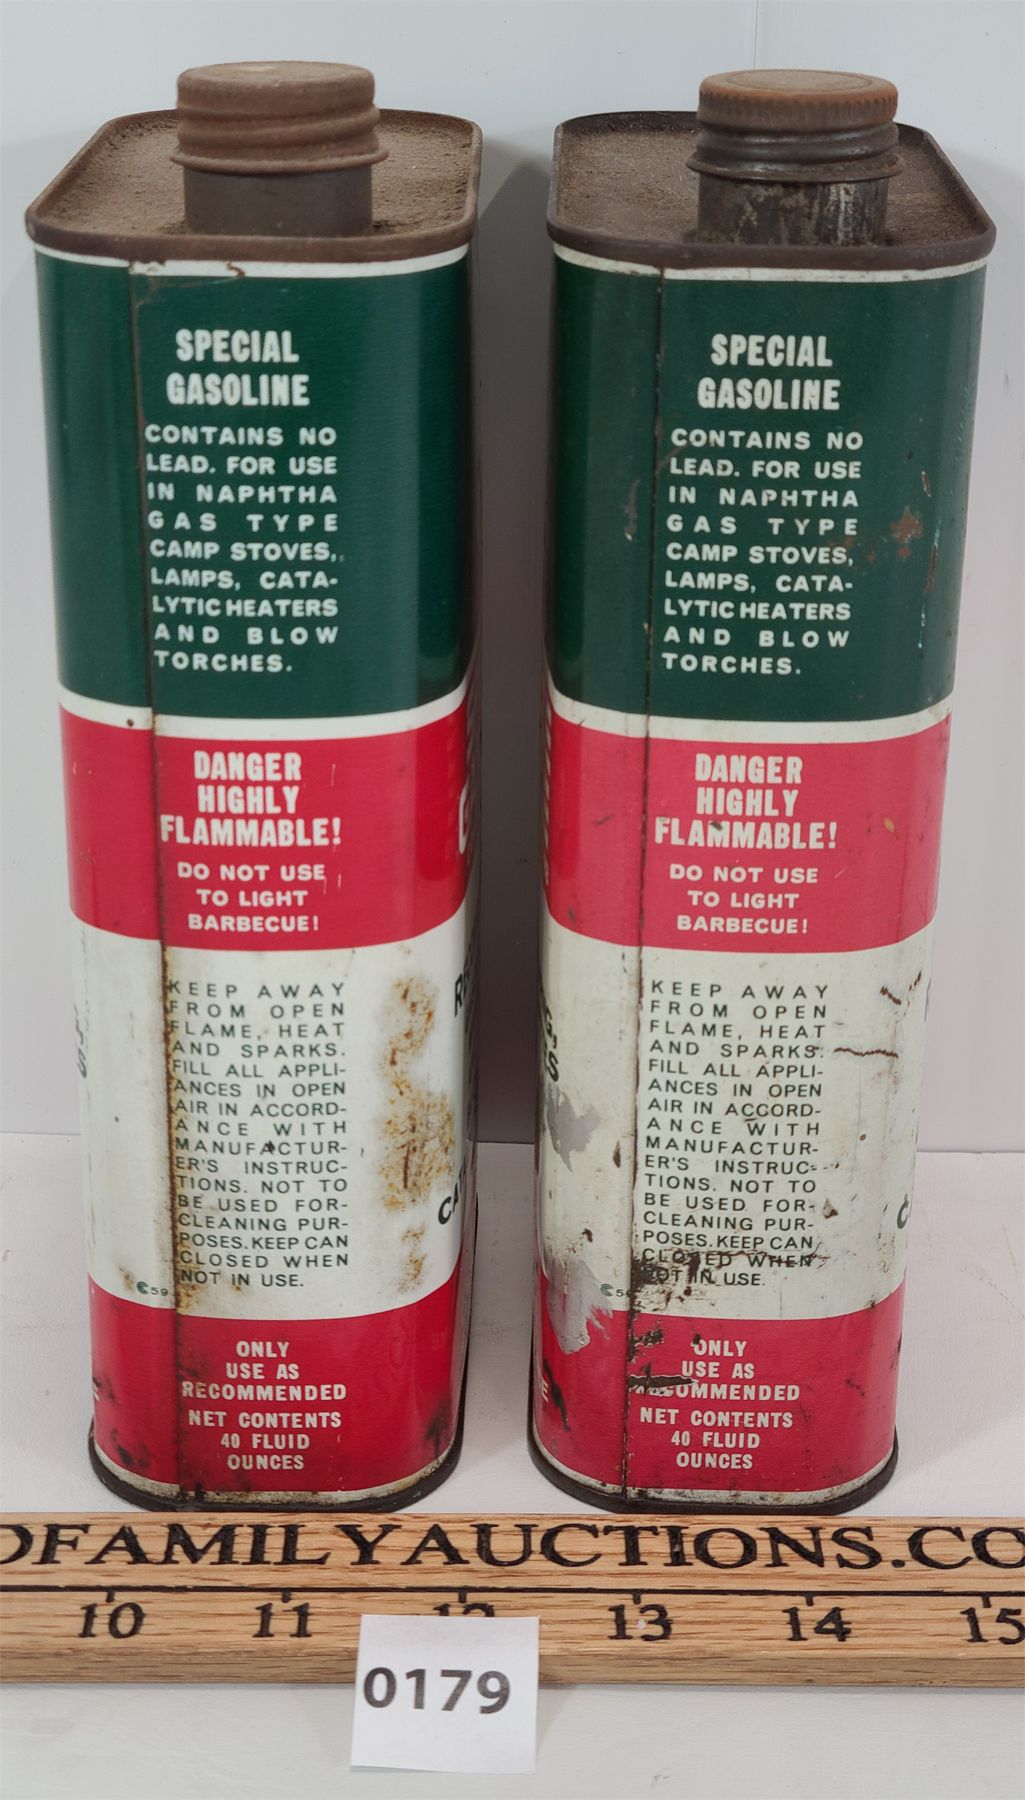 SPECIAL
GASOLINE
CONTAINS NO
LEAD. FOR USE
IN NAPHTHA
GAS TYPE
CAMP STOVES,
LAMPS, CATA-
LYTIC HEATERS
AND BLOW
TORCHES.
DANGER
HIGHLY
FLAMMABLE!
DO NOT USE
TO LIGHT
BARBECUE!
KEEP AWAY
FROM OPEN
FLAME, HEAT
AND SPARKS.
FILL ALL APPLI-
ANCES IN OPEN
AIR IN ACCORD-
ANCE WITH
MANUFACTUR-
ER'S INSTRUC-
TIONS. NOT TO
BE USED FOR-
CLEANING PUR-
POSES. KEEP CAN
CLOSED WHEN
NOT IN USE.
ONLY
USE AS
RECOMMENDED
NET CONTENTS
40 FLUID
OUNCES
SPECIAL
GASOLINE
CONTAINS NO
LEAD. FOR USE
IN NAPHTHA
GAS TYPE
CAMP STOVES,
LAMPS, CATA-
LYTIC HEATERS
AND BLOW
TORCHES.
DANGER
HIGHLY
FLAMMABLE!
DO NOT USE
TO LIGHT
BARBECUE!
KEEP AWAY
FROM OPEN
FLAME, HEAT
AND SPARKS.
FILL ALL APPLI-
ANCES IN OPEN
AIR IN ACCORD-
ANCE WITH
MANUFACTUR-
ER'S INSTRUC-
TIONS. NOT TO
BE USED FOR-
CLEANING PUR-
POSES. KEEP CAN
CLOSED WHEN
NOT IN USE.
ONLY
USE AS
RECOMMENDED
NET CONTENTS
40 FLUID
OUNCES
DFAMILYAUCTIONS.CO
10 11 12 13 14 15
0179